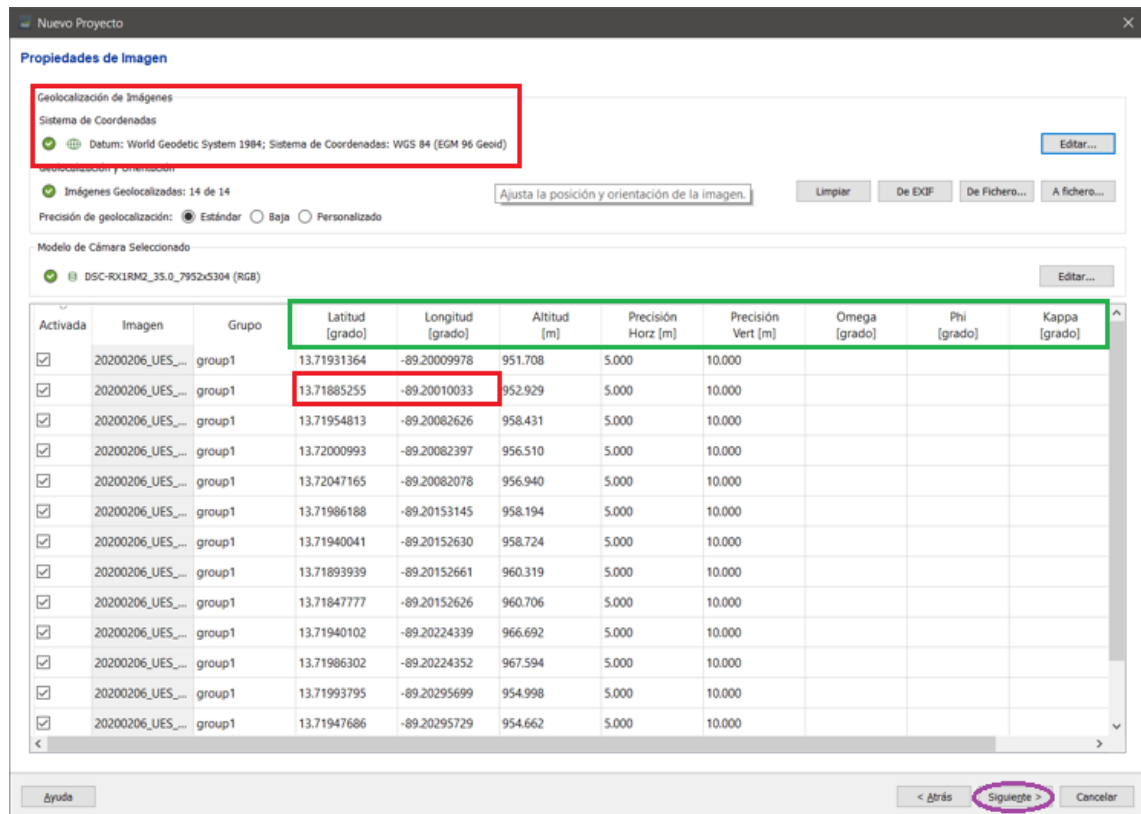 Nuevo Proyecto
Propiedades de Imagen
Geolocalización de Imágenes
Sistema de Coordenadas
Datum: World Geodetic System 1984; Sistema de Coordenadas: WGS 84 (EGM 96 Geoid)
Editar...
Geolocalización y Orientación
Imágenes Geolocalizadas: 14 de 14
Ajusta la posición y orientación de la imagen.
Limpiar De EXIF De Fichero... A fichero...
Precisión de geolocalización: Estándar Baja Personalizado
Modelo de Cámara Seleccionado
DSC-RX1RM2_35.0_7952x5304 (RGB)
Editar...
Activada Imagen Grupo Latitud [grado] Longitud [grado] Altitud [m] Precisión Horz [m] Precisión Vert [m] Omega [grado] Phi [grado] Kappa [grado]
20200206_UES_... group1 13.71931364 -89.20009978 951.708 5.000 10.000
20200206_UES_... group1 13.71885255 -89.20010033 952.929 5.000 10.000
20200206_UES_... group1 13.71954813 -89.20082626 958.431 5.000 10.000
20200206_UES_... group1 13.72000993 -89.20082397 956.510 5.000 10.000
20200206_UES_... group1 13.72047165 -89.20082078 956.940 5.000 10.000
20200206_UES_... group1 13.71986188 -89.20153145 958.194 5.000 10.000
20200206_UES_... group1 13.71940041 -89.20152630 958.724 5.000 10.000
20200206_UES_... group1 13.71893939 -89.20152661 960.319 5.000 10.000
20200206_UES_... group1 13.71847777 -89.20152626 960.706 5.000 10.000
20200206_UES_... group1 13.71940102 -89.20224339 966.692 5.000 10.000
20200206_UES_... group1 13.71986302 -89.20224352 967.594 5.000 10.000
20200206_UES_... group1 13.71993795 -89.20295699 954.998 5.000 10.000
20200206_UES_... group1 13.71947686 -89.20295729 954.662 5.000 10.000
Ayuda < Atrás Siguiente > Cancelar